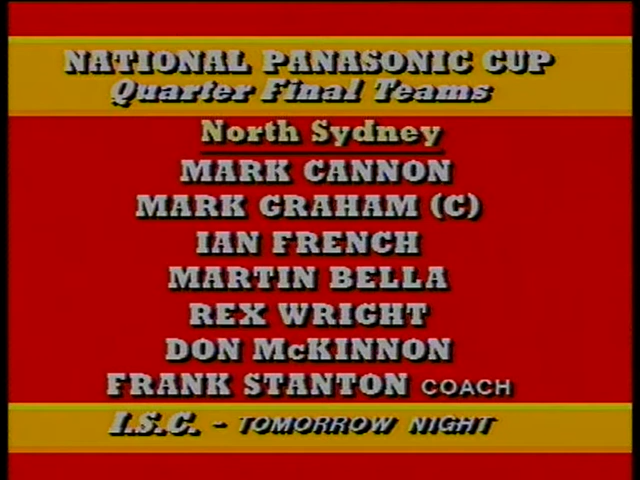 NATIONAL PANASONIC CUP
Quarter Final Teams
North Sydney
MARK CANNON
MARK GRAHAM (C)
IAN FRENCH
MARTIN BELLA
REX WRIGHT
DON McKINNON
FRANK STANTON COACH
I.S.C. - TOMORROW NIGHT